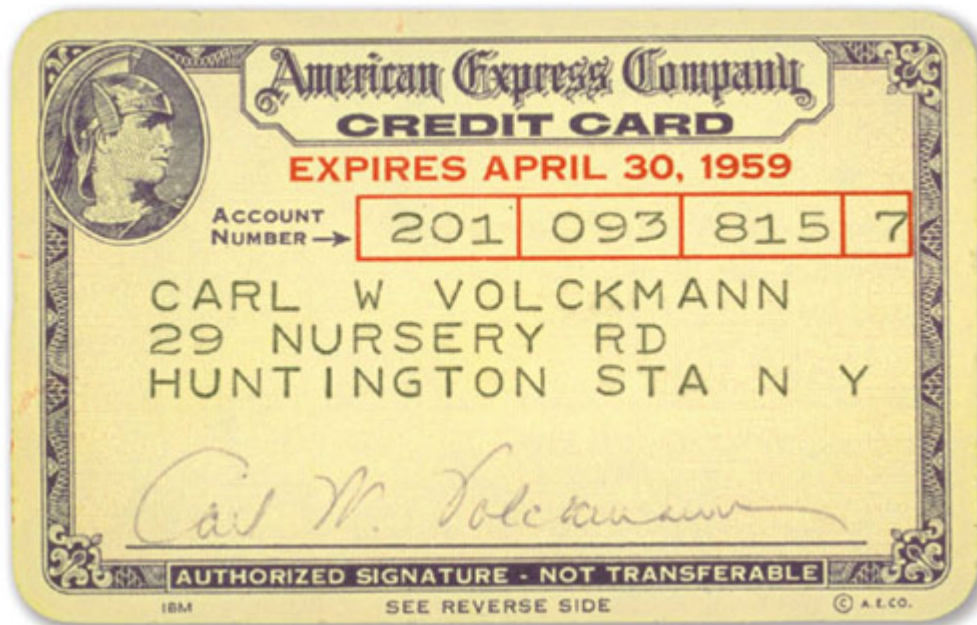 American Express Company
CREDIT CARD
EXPIRES APRIL 30, 1959
ACCOUNT NUMBER → 201 093 815 7
CARL W VOLCKMANN
29 NURSERY RD
HUNTINGTON STA N Y
Carl W. Volckmann
AUTHORIZED SIGNATURE - NOT TRANSFERABLE
IBM SEE REVERSE SIDE © A.E.CO.